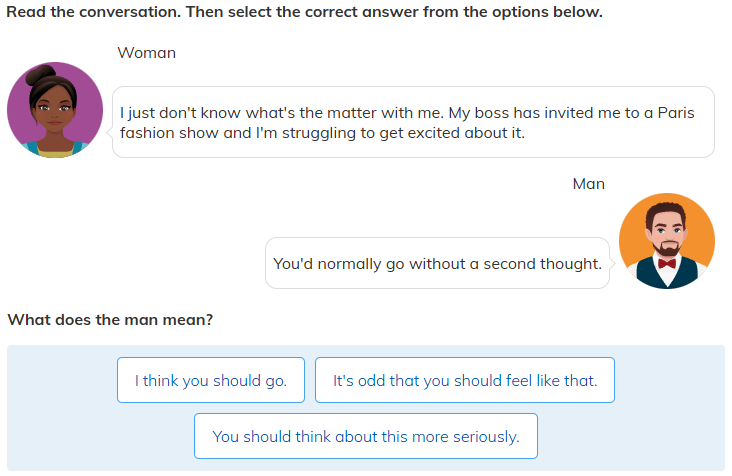 Read the conversation. Then select the correct answer from the options below.
Woman
I just don't know what's the matter with me. My boss has invited me to a Paris
fashion show and I'm struggling to get excited about it.
Man
You'd normally go without a second thought.
What does the man mean?
I think you should go.
It's odd that you should feel like that.
You should think about this more seriously.